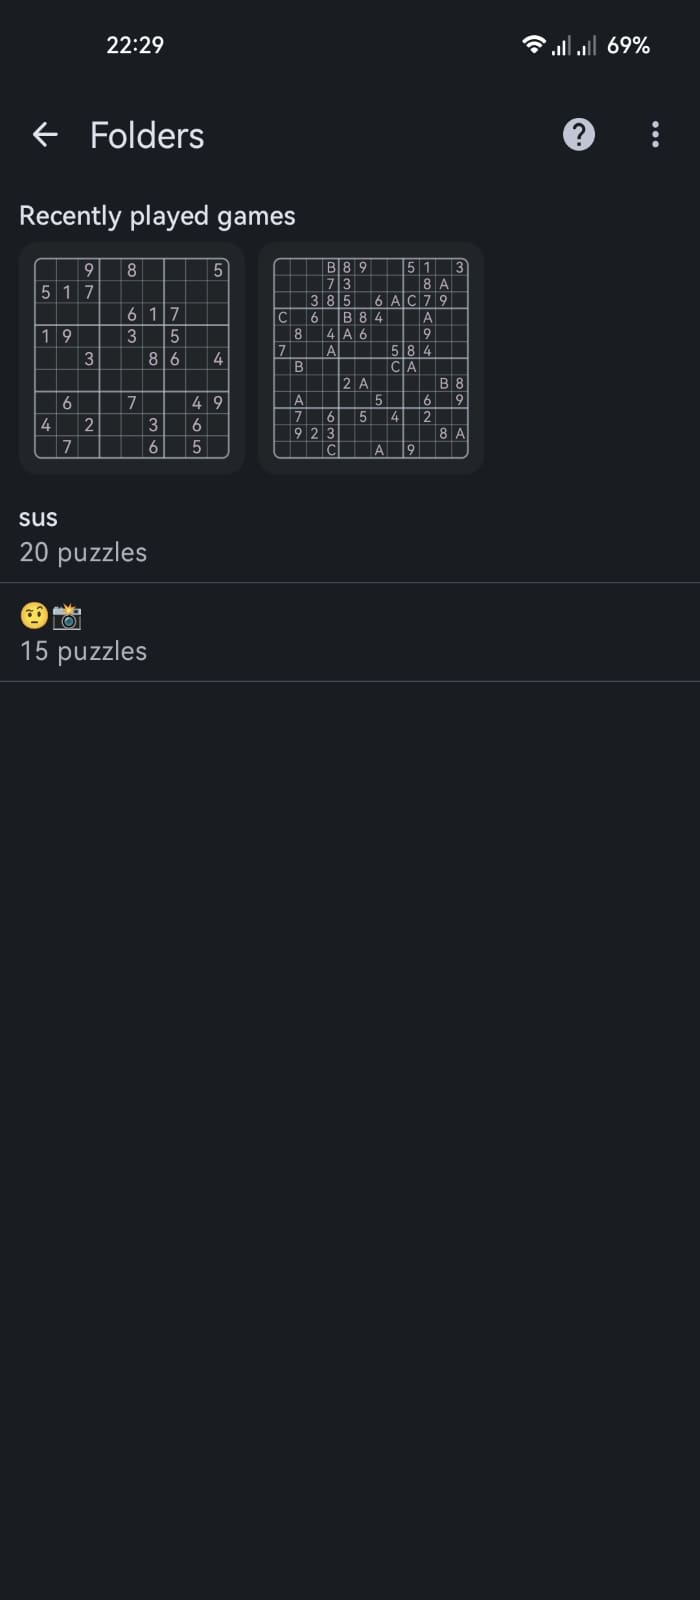 22:29 69%
Folders
Recently played games
9 8 5
5 1 7
6 1 7
1 9 3 5
3 8 6 4
6 7 4 9
4 2 3 6
7 6 5
B 8 9 5 1 3
7 3 8 A
3 8 5 6 A C 7 9
C 6 B 8 4 A
8 4 A 6 9
7 A 5 8 4
B C A
2 A B 8
A 5 6 9
7 6 5 4 2
9 2 3 8 A
C A 9
sus
20 puzzles
🤨📸
15 puzzles